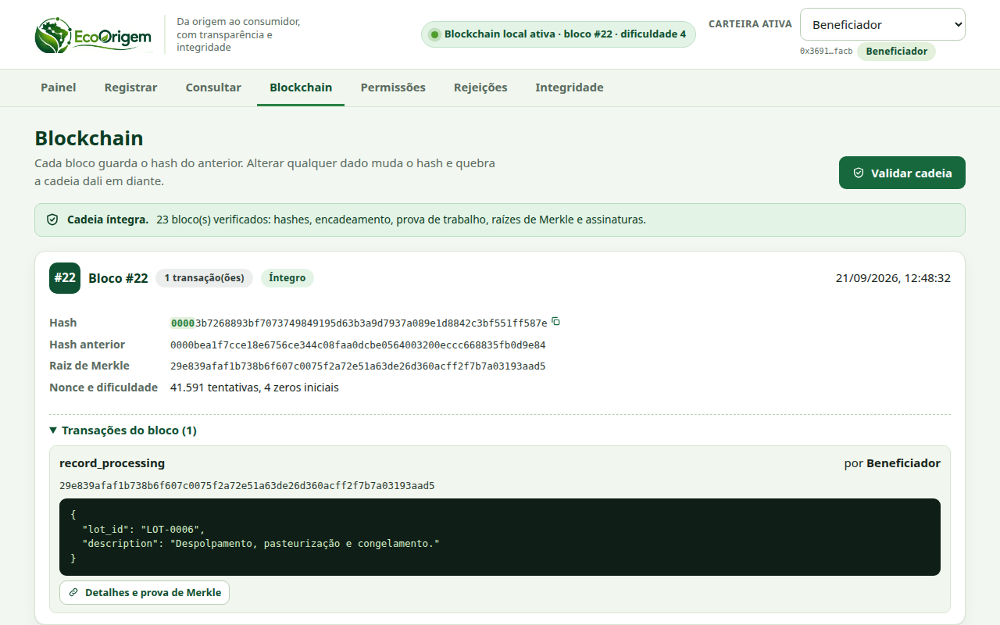 EcoOrigem
Da origem ao consumidor,
com transparência e
integridade
Blockchain local ativa · bloco #22 · dificuldade 4
CARTEIRA ATIVA
Beneficiador
0x3691…facb
Beneficiador
Painel
Registrar
Consultar
Blockchain
Permissões
Rejeições
Integridade
Blockchain
Cada bloco guarda o hash do anterior. Alterar qualquer dado muda o hash e quebra
a cadeia dali em diante.
Validar cadeia
Cadeia íntegra. 23 bloco(s) verificados: hashes, encadeamento, prova de trabalho, raízes de Merkle e assinaturas.
#22
Bloco #22
1 transação(ões)
Íntegro
21/09/2026, 12:48:32
Hash
00003b7268893bf7073749849195d63b3a9d7937a089e1d8842c3bf551ff587e
Hash anterior
0000bea1f7cce18e6756ce344c08faa0dcbe0564003200eccc668835fb0d9e84
Raiz de Merkle
29e839afaf1b738b6f607c0075f2a72e51a63de26d360acff2f7b7a03193aad5
Nonce e dificuldade
41.591 tentativas, 4 zeros iniciais
Transações do bloco (1)
record_processing
por Beneficiador
29e839afaf1b738b6f607c0075f2a72e51a63de26d360acff2f7b7a03193aad5
{
"lot_id": "LOT-0006",
"description": "Despolpamento, pasteurização e congelamento."
}
Detalhes e prova de Merkle